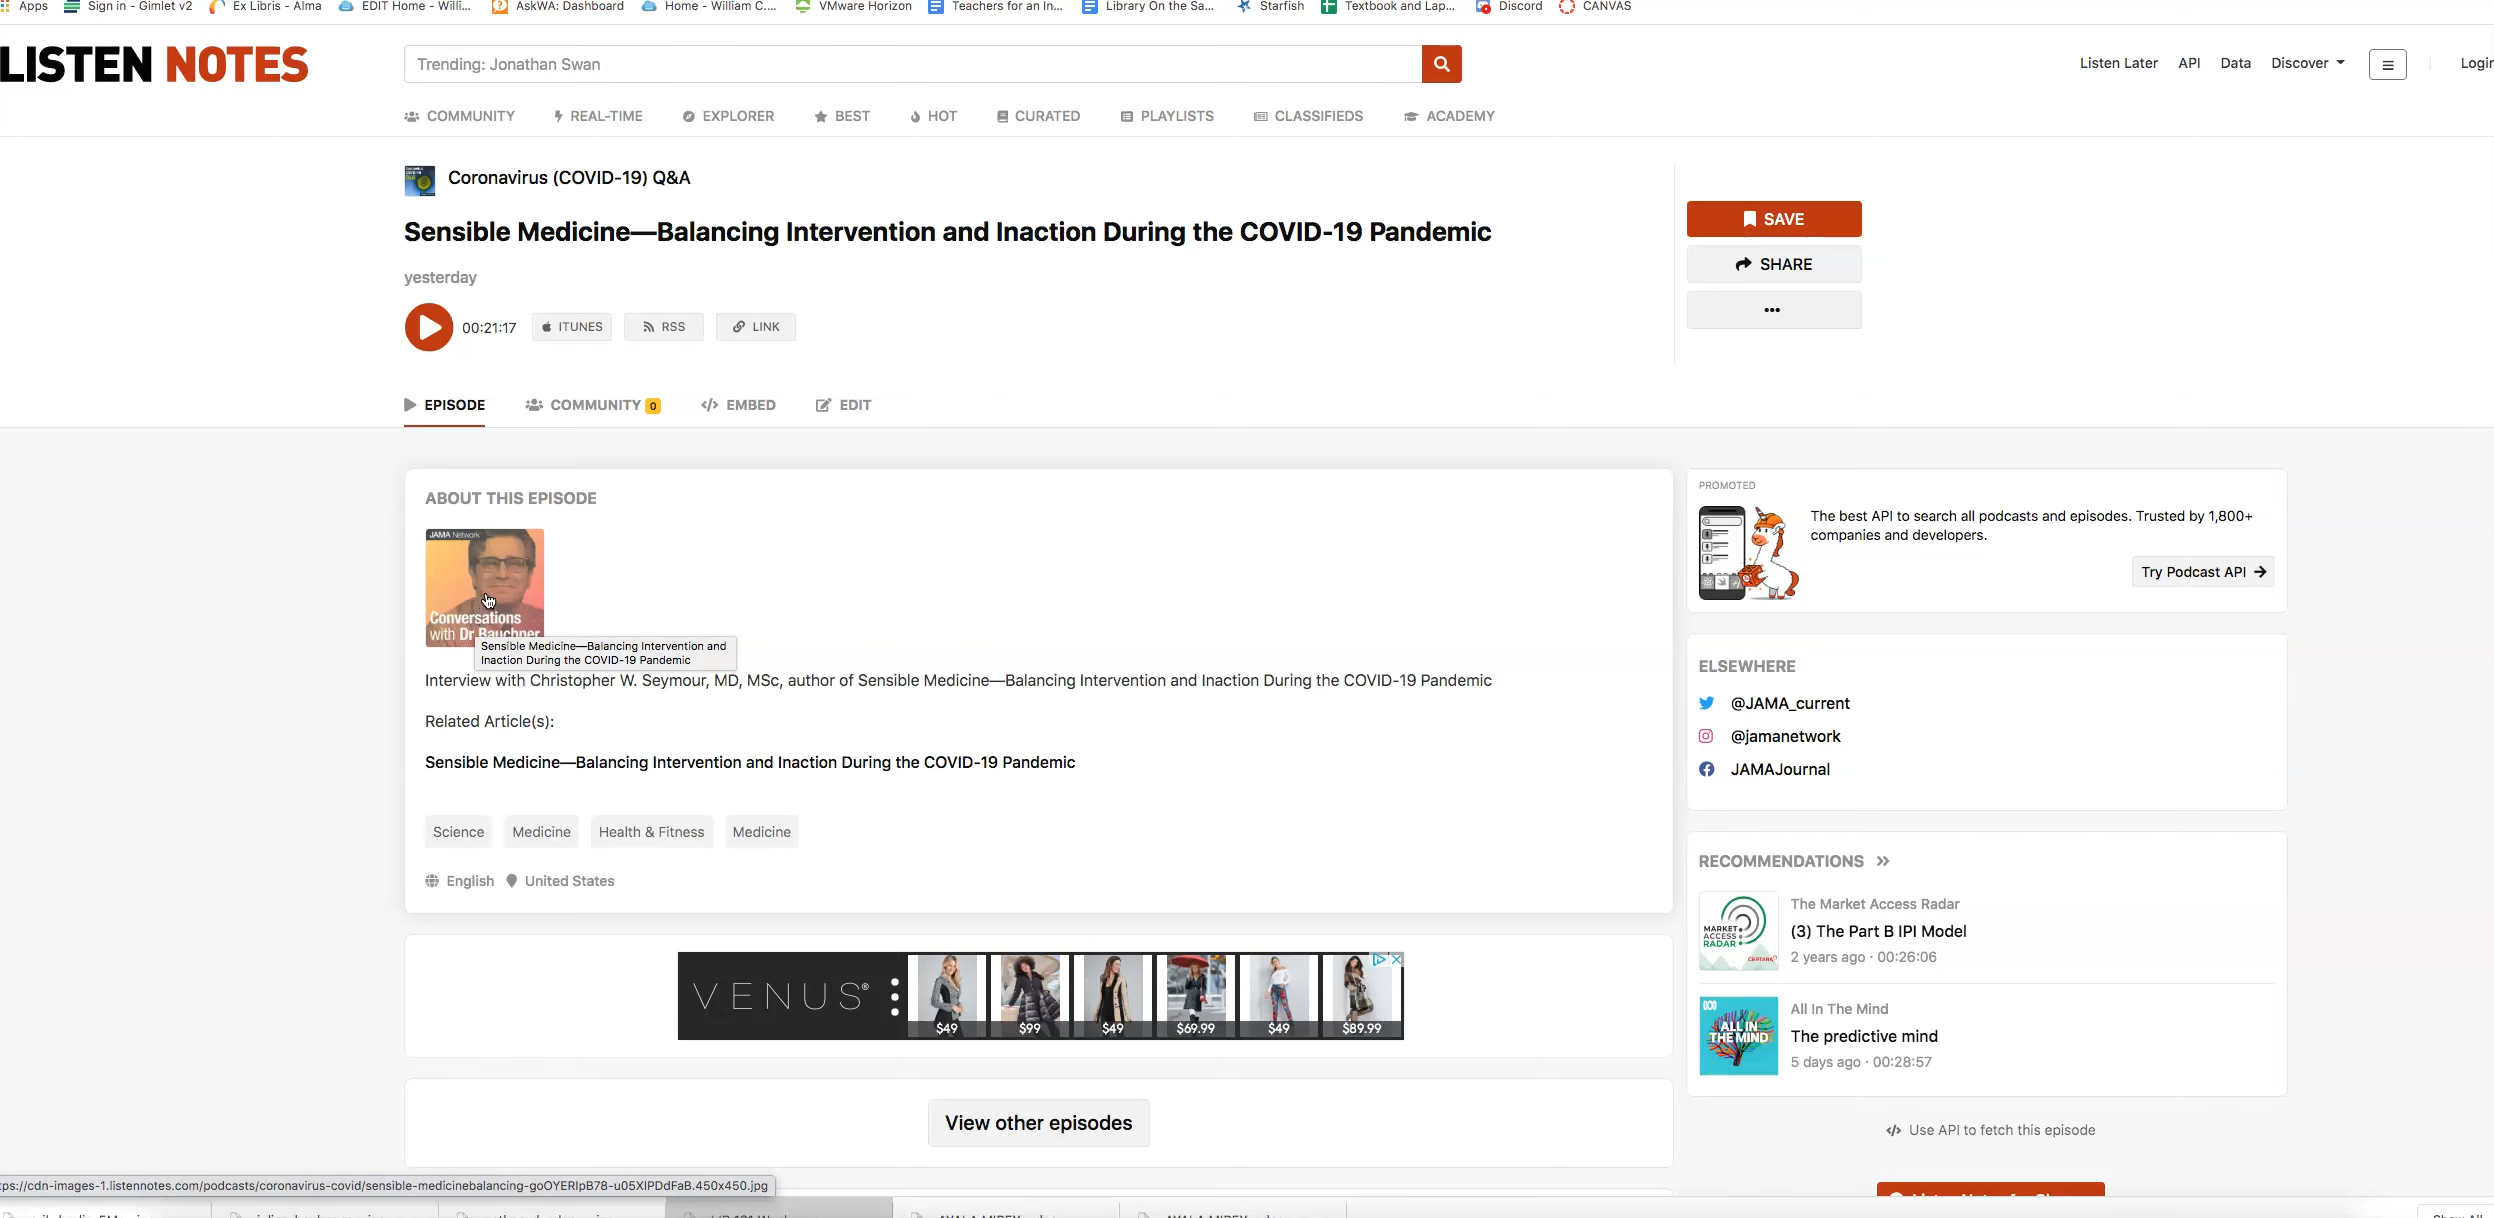 Apps Sign in - Gimlet v2 Ex Libris - Alma EDIT Home - Willi... AskWA: Dashboard Home - William C.... VMware Horizon Teachers for an In... Library On the Sa... Starfish Textbook and Lap... Discord CANVAS
LISTEN NOTES
Trending: Jonathan Swan
Listen Later API Data Discover
Login
COMMUNITY REAL-TIME EXPLORER BEST HOT CURATED PLAYLISTS CLASSIFIEDS ACADEMY
Coronavirus (COVID-19) Q&A
Sensible Medicine—Balancing Intervention and Inaction During the COVID-19 Pandemic
yesterday
00:21:17 ITUNES RSS LINK
SAVE
SHARE
•••
EPISODE COMMUNITY 0 EMBED EDIT
ABOUT THIS EPISODE
JAMA Network
Conversations
with Dr Bauchner
Sensible Medicine—Balancing Intervention and
Inaction During the COVID-19 Pandemic
Interview with Christopher W. Seymour, MD, MSc, author of Sensible Medicine—Balancing Intervention and Inaction During the COVID-19 Pandemic
Related Article(s):
Sensible Medicine—Balancing Intervention and Inaction During the COVID-19 Pandemic
Science Medicine Health & Fitness Medicine
English United States
VENUS®
$49 $99 $49 $69.99 $49 $89.99
View other episodes
PROMOTED
The best API to search all podcasts and episodes. Trusted by 1,800+
companies and developers.
Try Podcast API
ELSEWHERE
@JAMA_current
@jamanetwork
JAMAJournal
RECOMMENDATIONS
MARKET
ACCESS
RADAR
CERTARA
The Market Access Radar
(3) The Part B IPI Model
2 years ago · 00:26:06
ALL IN
THE MIND
All In The Mind
The predictive mind
5 days ago · 00:28:57
Use API to fetch this episode
tps://cdn-images-1.listennotes.com/podcasts/coronavirus-covid/sensible-medicinebalancing-goOYERlpB78-u05XIPDdFaB.450x450.jpg